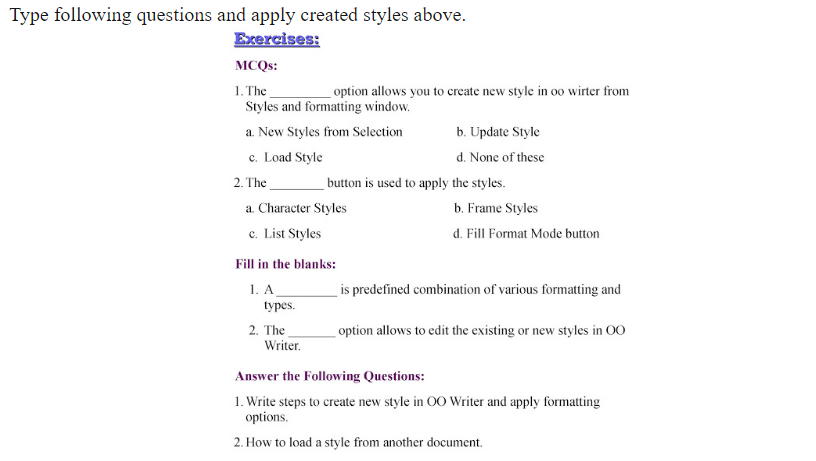 Type following questions and apply created styles above.
Exercises:
MCQs:
1. The _________ option allows you to create new style in oo wirter from
Styles and formatting window.
a. New Styles from Selection b. Update Style
c. Load Style d. None of these
2. The ________ button is used to apply the styles.
a. Character Styles b. Frame Styles
c. List Styles d. Fill Format Mode button
Fill in the blanks:
1. A_________ is predefined combination of various formatting and
types.
2. The _______ option allows to edit the existing or new styles in OO
Writer.
Answer the Following Questions:
1. Write steps to create new style in OO Writer and apply formatting
options.
2. How to load a style from another document.